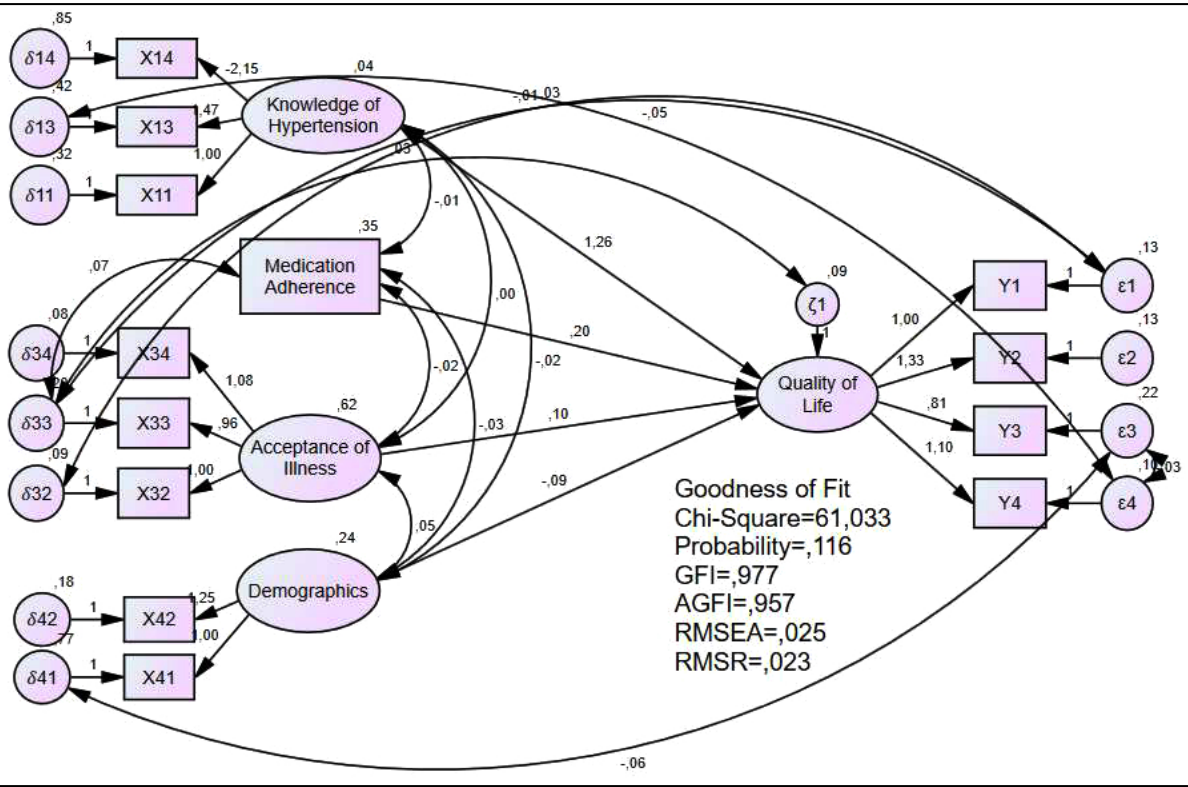 ,85
δ14
1
X14
-2,15
,04
,42
δ13
X13
1,47
Knowledge of
Hypertension
-,01
,03
-,05
,32
δ11
1
X11
1,00
,03
-,01
,35
Medication
Adherence
,07
1,26
,00
,20
-,02
-,02
-,03
,10
-,09
,09
ζ1
1
Quality of
Life
,08
δ34
1
X34
1,08
δ33
1
X33
,96
,62
Acceptance of
Illness
,09
δ32
1
X32
1,00
,05
,24
Demographics
,18
δ42
1
X42
1,25
,77
δ41
1
X41
1,00
1,00
Y1
1
,13
ε1
1,33
Y2
1
,13
ε2
,81
Y3
1
,22
ε3
1,10
Y4
1
ε4
,03
Goodness of Fit
Chi-Square=61,033
Probability=,116
GFI=,977
AGFI=,957
RMSEA=,025
RMSR=,023
-,06